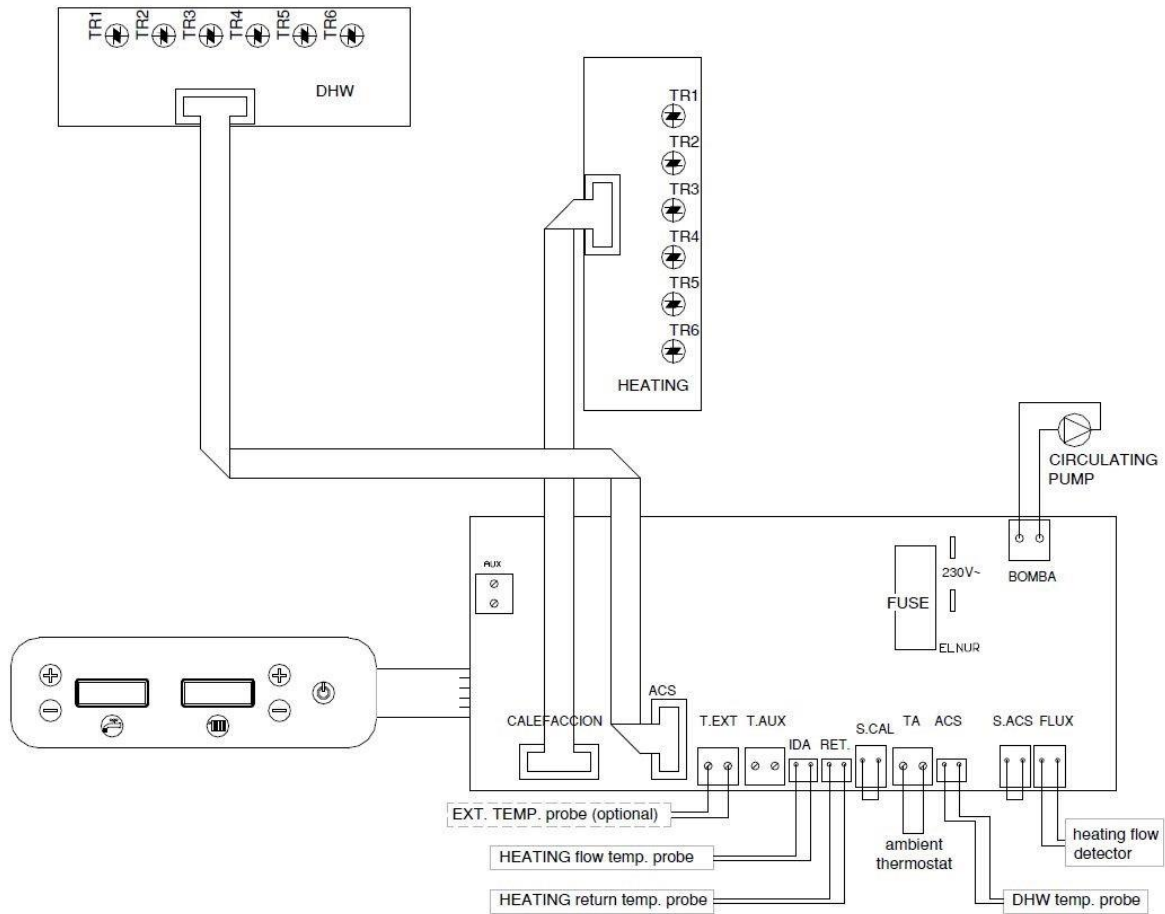 TR1
TR2
TR3
TR4
TR5
TR6
DHW
TR1
TR2
TR3
TR4
TR5
TR6
HEATING
CIRCULATING
PUMP
AUX
230V~
BOMBA
FUSE
ELNUR
ACS
CALEFACCION
T.EXT
T.AUX
IDA
RET.
S.CAL
TA
ACS
S.ACS
FLUX
EXT. TEMP. probe (optional)
HEATING flow temp. probe
HEATING return temp. probe
ambient
thermostat
heating flow
detector
DHW temp. probe